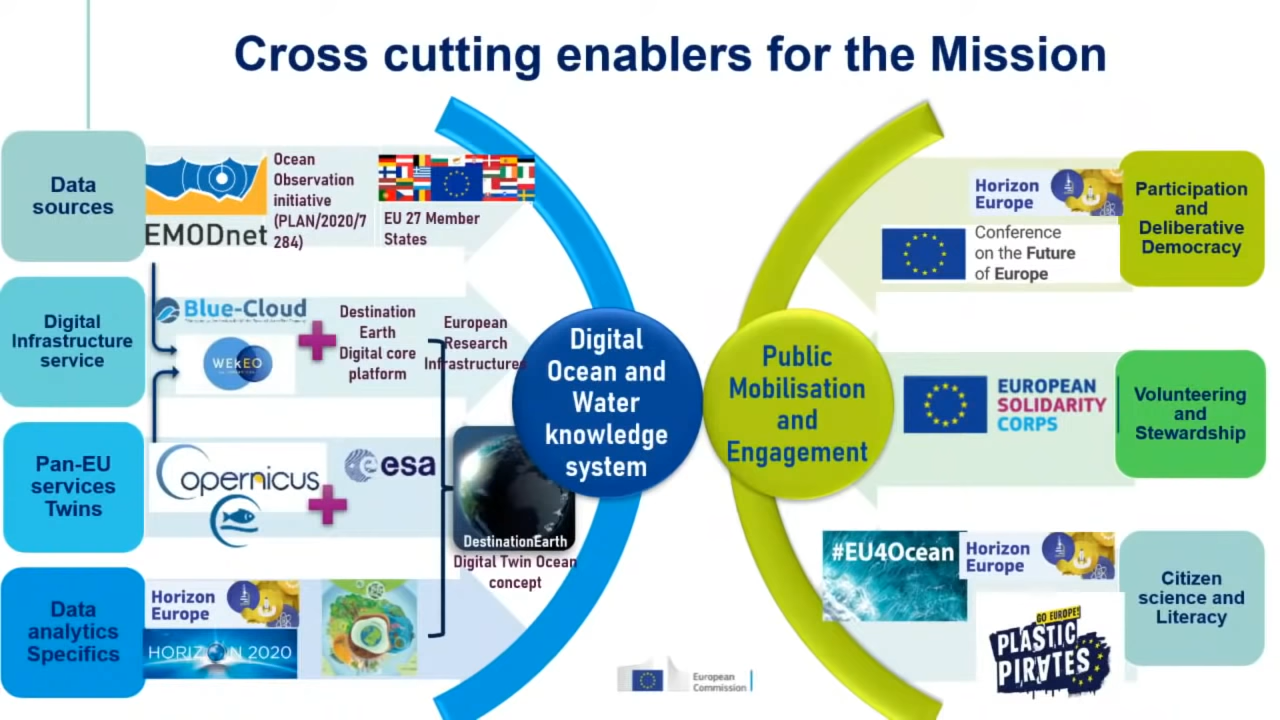 Cross cutting enablers for the Mission
Data
sources
EMODnet
Ocean
Observation
initiative
(PLAN/2020/7
284)
EU 27 Member
States
Digital
Infrastructure
service
Blue-Cloud
WEkEO
Destination
Earth
Digital core
platform
European
Research
Infrastructures
Pan-EU
services
Twins
opernicus
esa
DestinationEarth
Digital Twin Ocean
concept
Data
analytics
Specifics
Horizon
Europe
HORIZON 2020
Digital
Ocean and
Water
knowledge
system
Public
Mobilisation
and
Engagement
Horizon
Europe
Conference
on the Future
of Europe
Participation
and
Deliberative
Democracy
EUROPEAN
SOLIDARITY
CORPS
Volunteering
and
Stewardship
#EU4Ocean
Horizon
Europe
GO EUROPE!
PLASTIC
PIRATES
Citizen
science and
Literacy
European
Commission